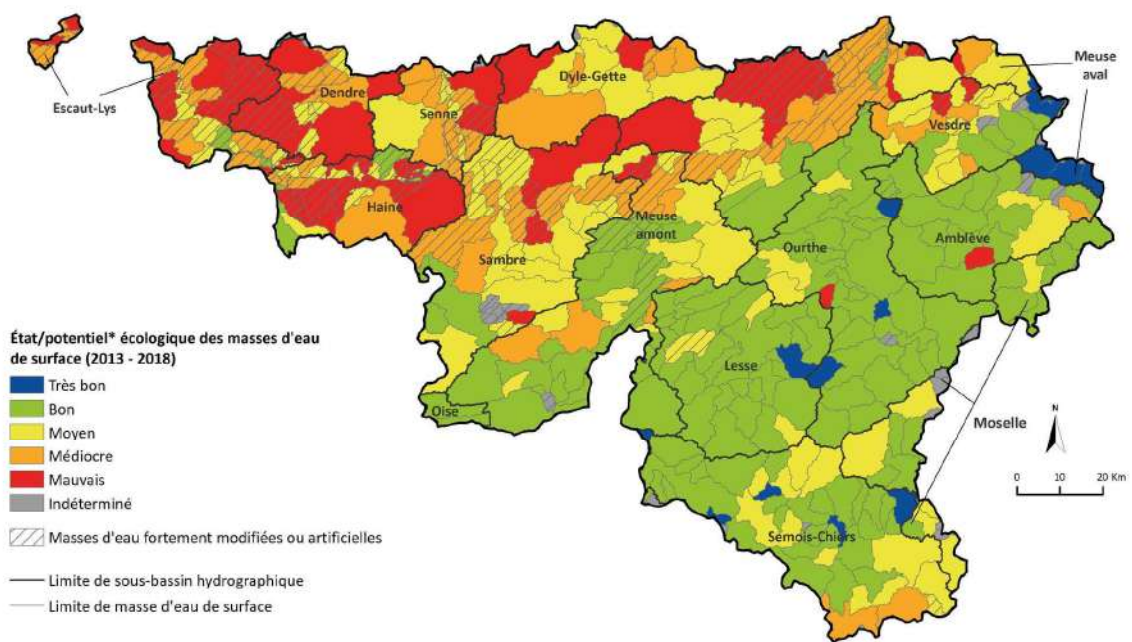 Escaut-Lys
Dendre
Senne
Dyle-Gette
Meuse
aval
Vesdre
Haine
Sambre
Meuse
amont
Ourthe
Amblève
Lesse
Oise
Moselle
Semois-Chiers
État/potentiel* écologique des masses d'eau
de surface (2013 - 2018)
Très bon
Bon
Moyen
Médiocre
Mauvais
Indéterminé
Masses d'eau fortement modifiées ou artificielles
Limite de sous-bassin hydrographique
Limite de masse d'eau de surface
N
0 10 20 Km